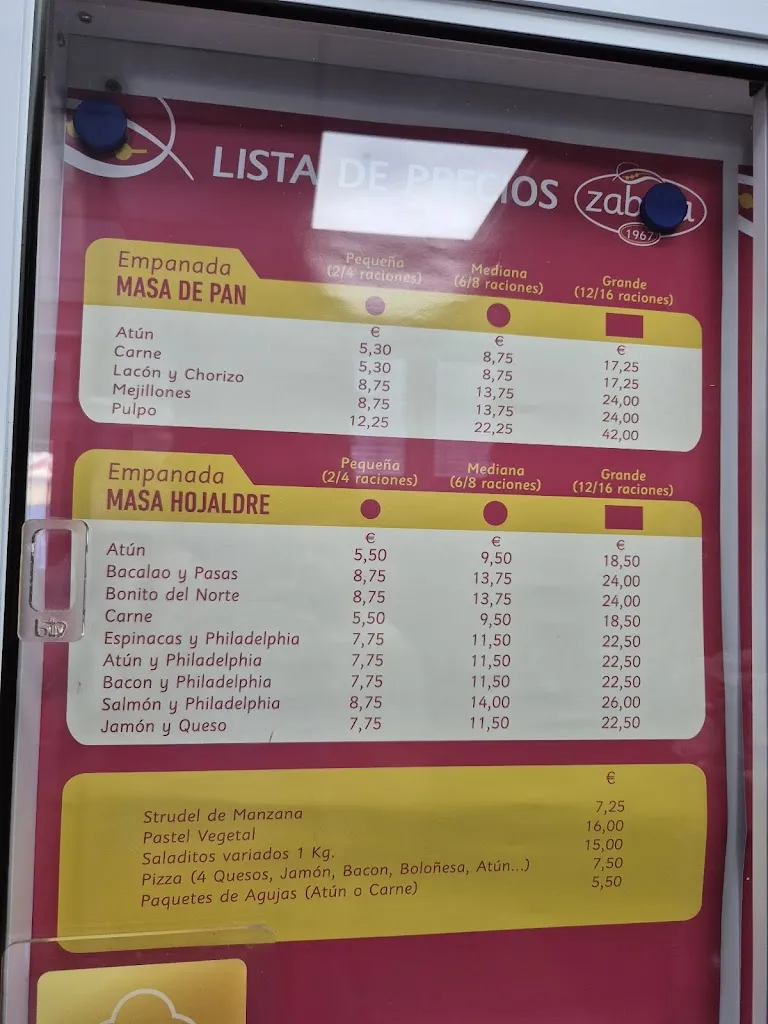 LISTA DE PRECIOS
1967
Empanada
MASA DE PAN
Pequeña
(2/4 raciones)
Mediana
(6/8 raciones)
Grande
(12/16 raciones)
€ € €
Atún 5,30 8,75 17,25
Carne 5,30 8,75 17,25
Lacón y Chorizo 8,75 13,75 24,00
Mejillones 8,75 13,75 24,00
Pulpo 12,25 22,25 42,00
Empanada
MASA HOJALDRE
Pequeña
(2/4 raciones)
Mediana
(6/8 raciones)
Grande
(12/16 raciones)
€ € €
Atún 5,50 9,50 18,50
Bacalao y Pasas 8,75 13,75 24,00
Bonito del Norte 8,75 13,75 24,00
Carne 5,50 9,50 18,50
Espinacas y Philadelphia 7,75 11,50 22,50
Atún y Philadelphia 7,75 11,50 22,50
Bacon y Philadelphia 7,75 11,50 22,50
Salmón y Philadelphia 8,75 14,00 26,00
Jamón y Queso 7,75 11,50 22,50
€
Strudel de Manzana 7,25
Pastel Vegetal 16,00
Saladitos variados 1 Kg. 15,00
Pizza (4 Quesos, Jamón, Bacon, Boloñesa, Atún...) 7,50
Paquetes de Agujas (Atún o Carne) 5,50